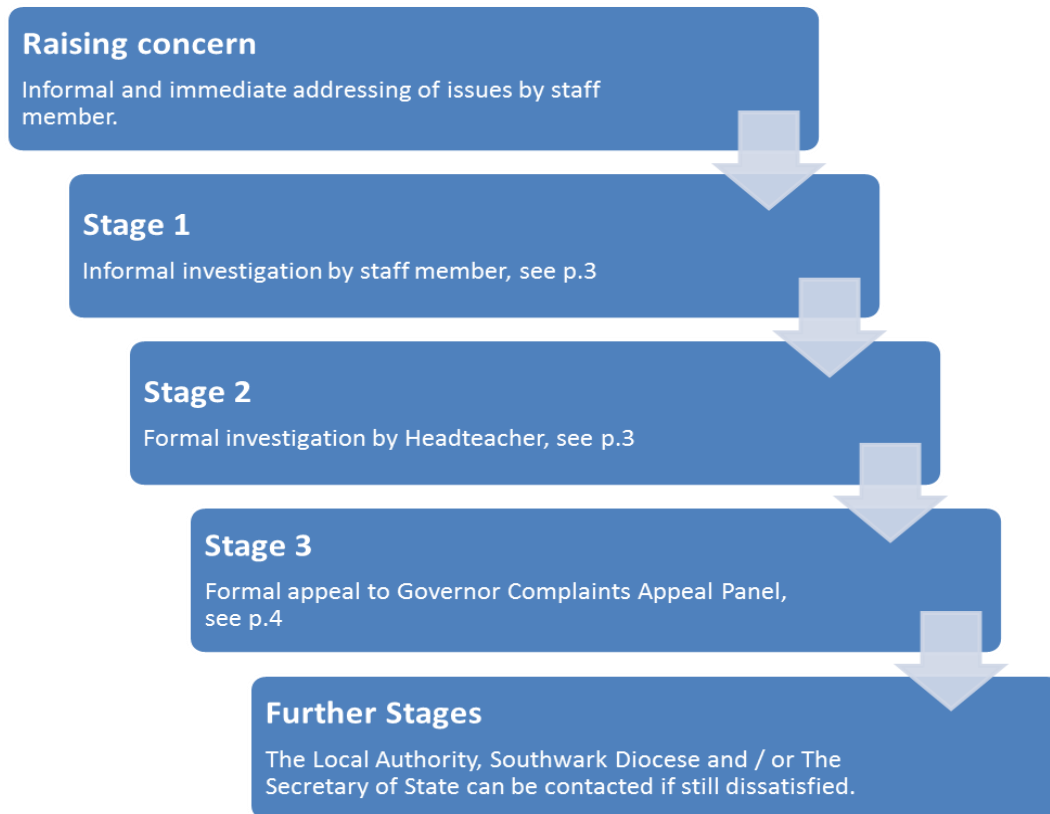 Raising concern
Informal and immediate addressing of issues by staff
member.
Stage 1
Informal investigation by staff member, see p.3
Stage 2
Formal investigation by Headteacher, see p.3
Stage 3
Formal appeal to Governor Complaints Appeal Panel,
see p.4
Further Stages
The Local Authority, Southwark Diocese and / or The
Secretary of State can be contacted if still dissatisfied.